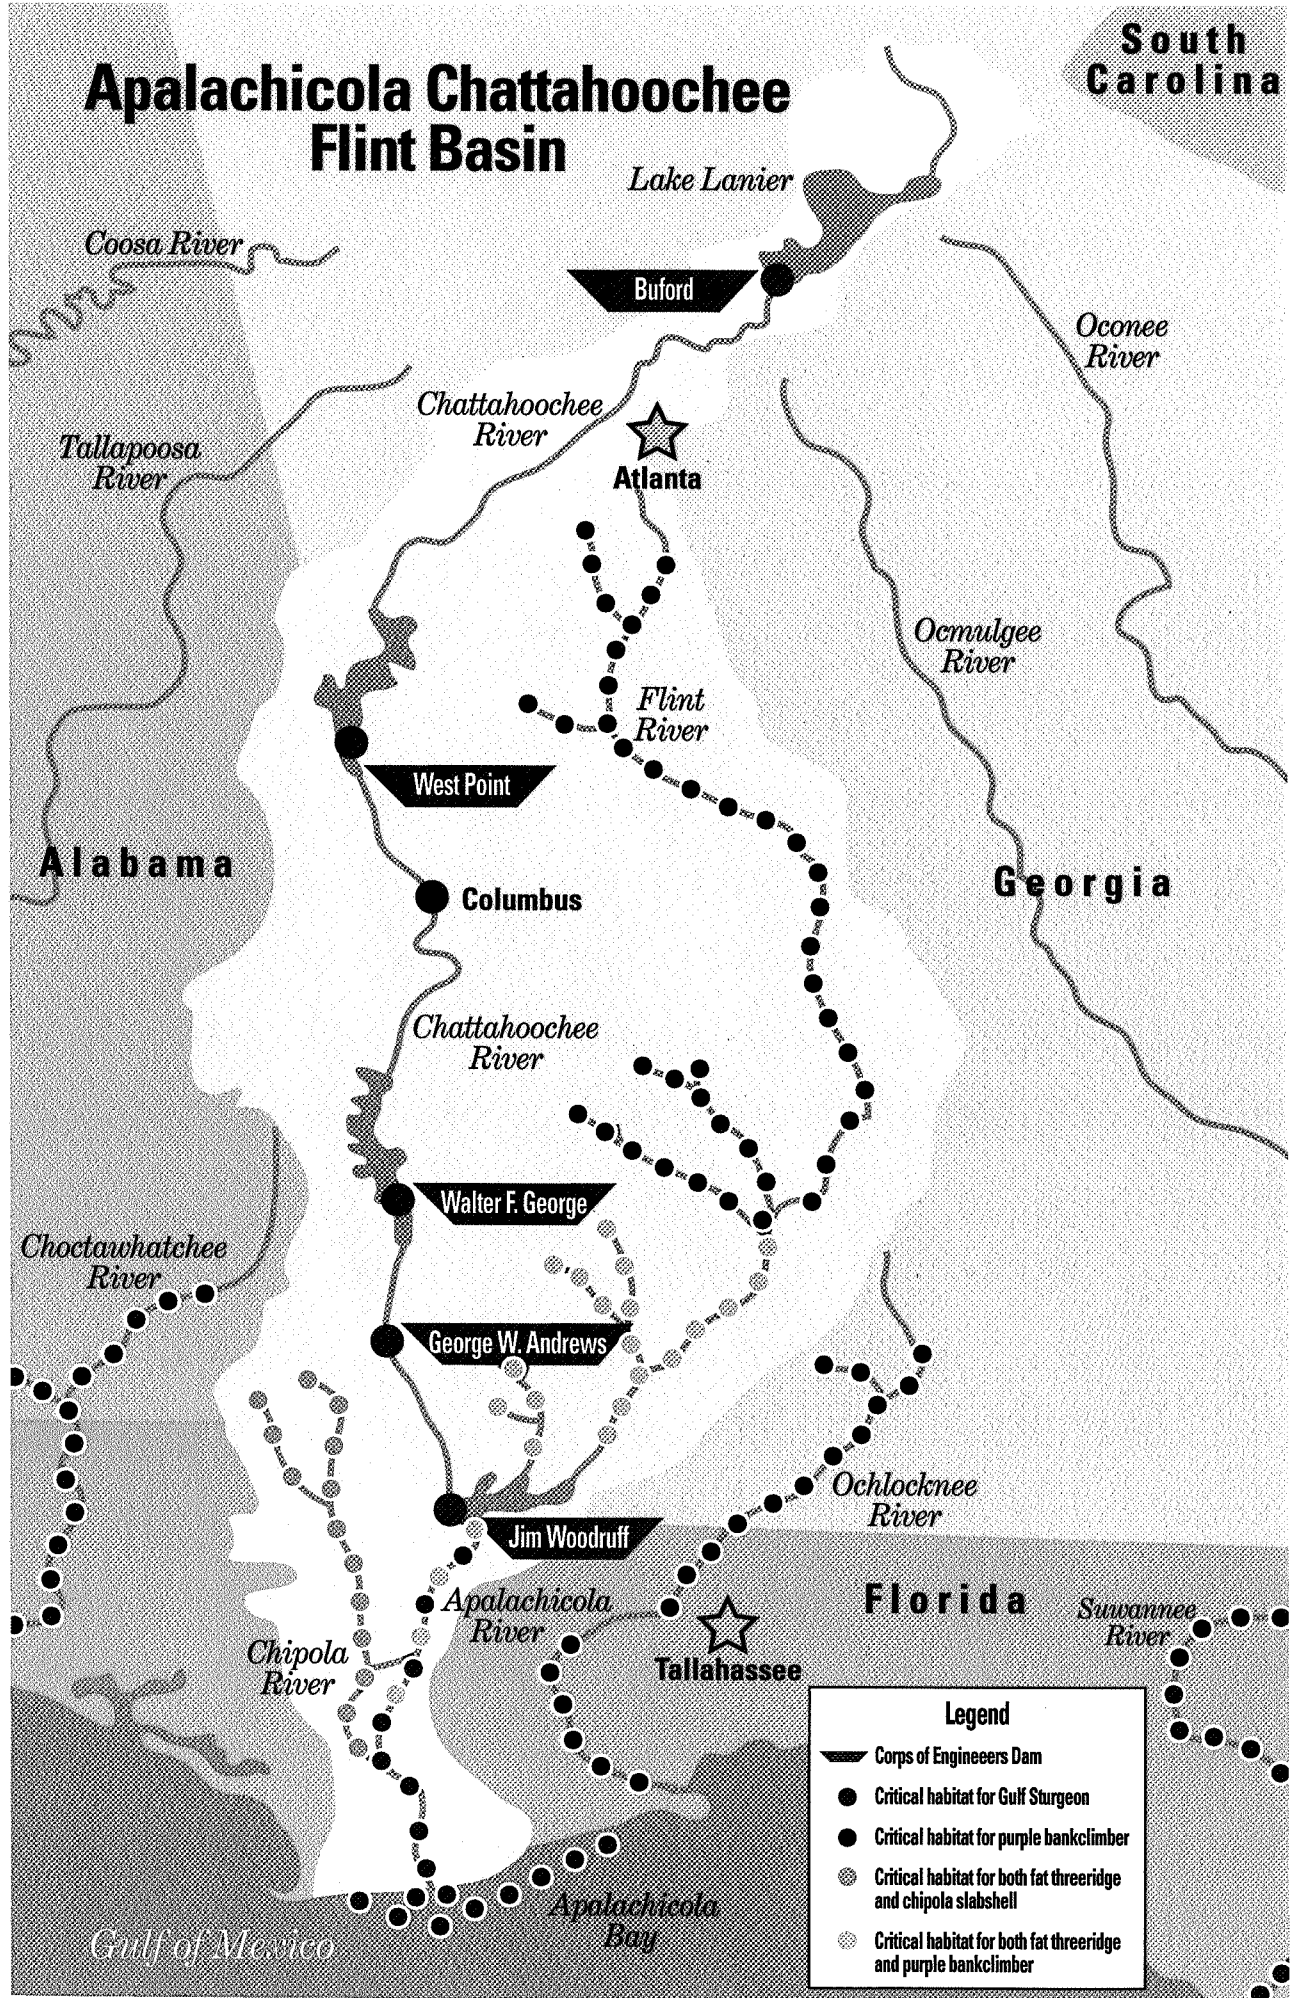 South
Carolina
Apalachicola Chattahoochee
Flint Basin
Lake Lanier
Coosa River
Buford
Oconee
River
Chattahoochee
River
Atlanta
Tallapoosa
River
Ocmulgee
River
Flint
River
West Point
Alabama
Georgia
Columbus
Chattahoochee
River
Walter F. George
Choctawhatchee
River
George W. Andrews
Ochlocknee
River
Jim Woodruff
Apalachicola
River
Florida
Suwannee
River
Chipola
River
Tallahassee
Legend
Corps of Engineeers Dam
Critical habitat for Gulf Sturgeon
Critical habitat for purple bankclimber
Critical habitat for both fat threeridge
and chipola slabshell
Critical habitat for both fat threeridge
and purple bankclimber
Apalachicola
Bay
Gulf of Mexico